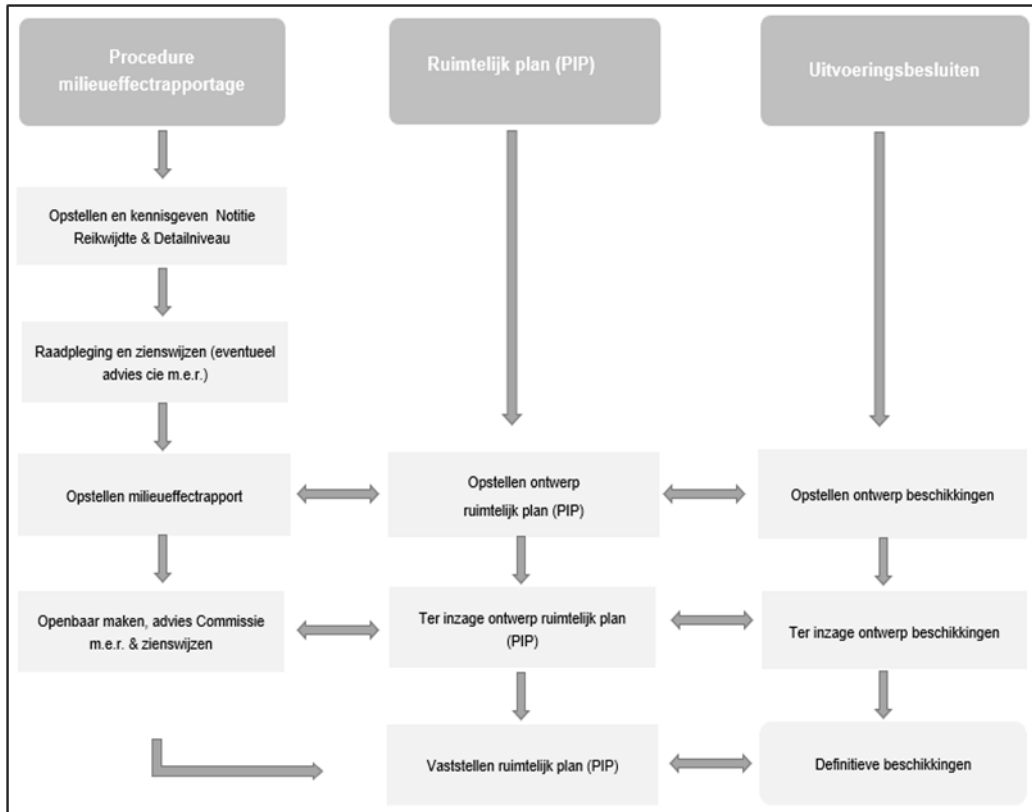 Procedure
milieueffectrapportage
Opstellen en kennisgeven Notitie
Reikwijdte & Detailniveau
Raadpleging en zienswijzen (eventueel
advies cie m.e.r.)
Opstellen milieueffectrapport
Openbaar maken, advies Commissie
m.e.r. & zienswijzen
Ruimtelijk plan (PIP)
Opstellen ontwerp
ruimtelijk plan (PIP)
Ter inzage ontwerp ruimtelijk plan
(PIP)
Vaststellen ruimtelijk plan (PIP)
Uitvoeringsbesluiten
Opstellen ontwerp beschikkingen
Ter inzage ontwerp beschikkingen
Definitieve beschikkingen